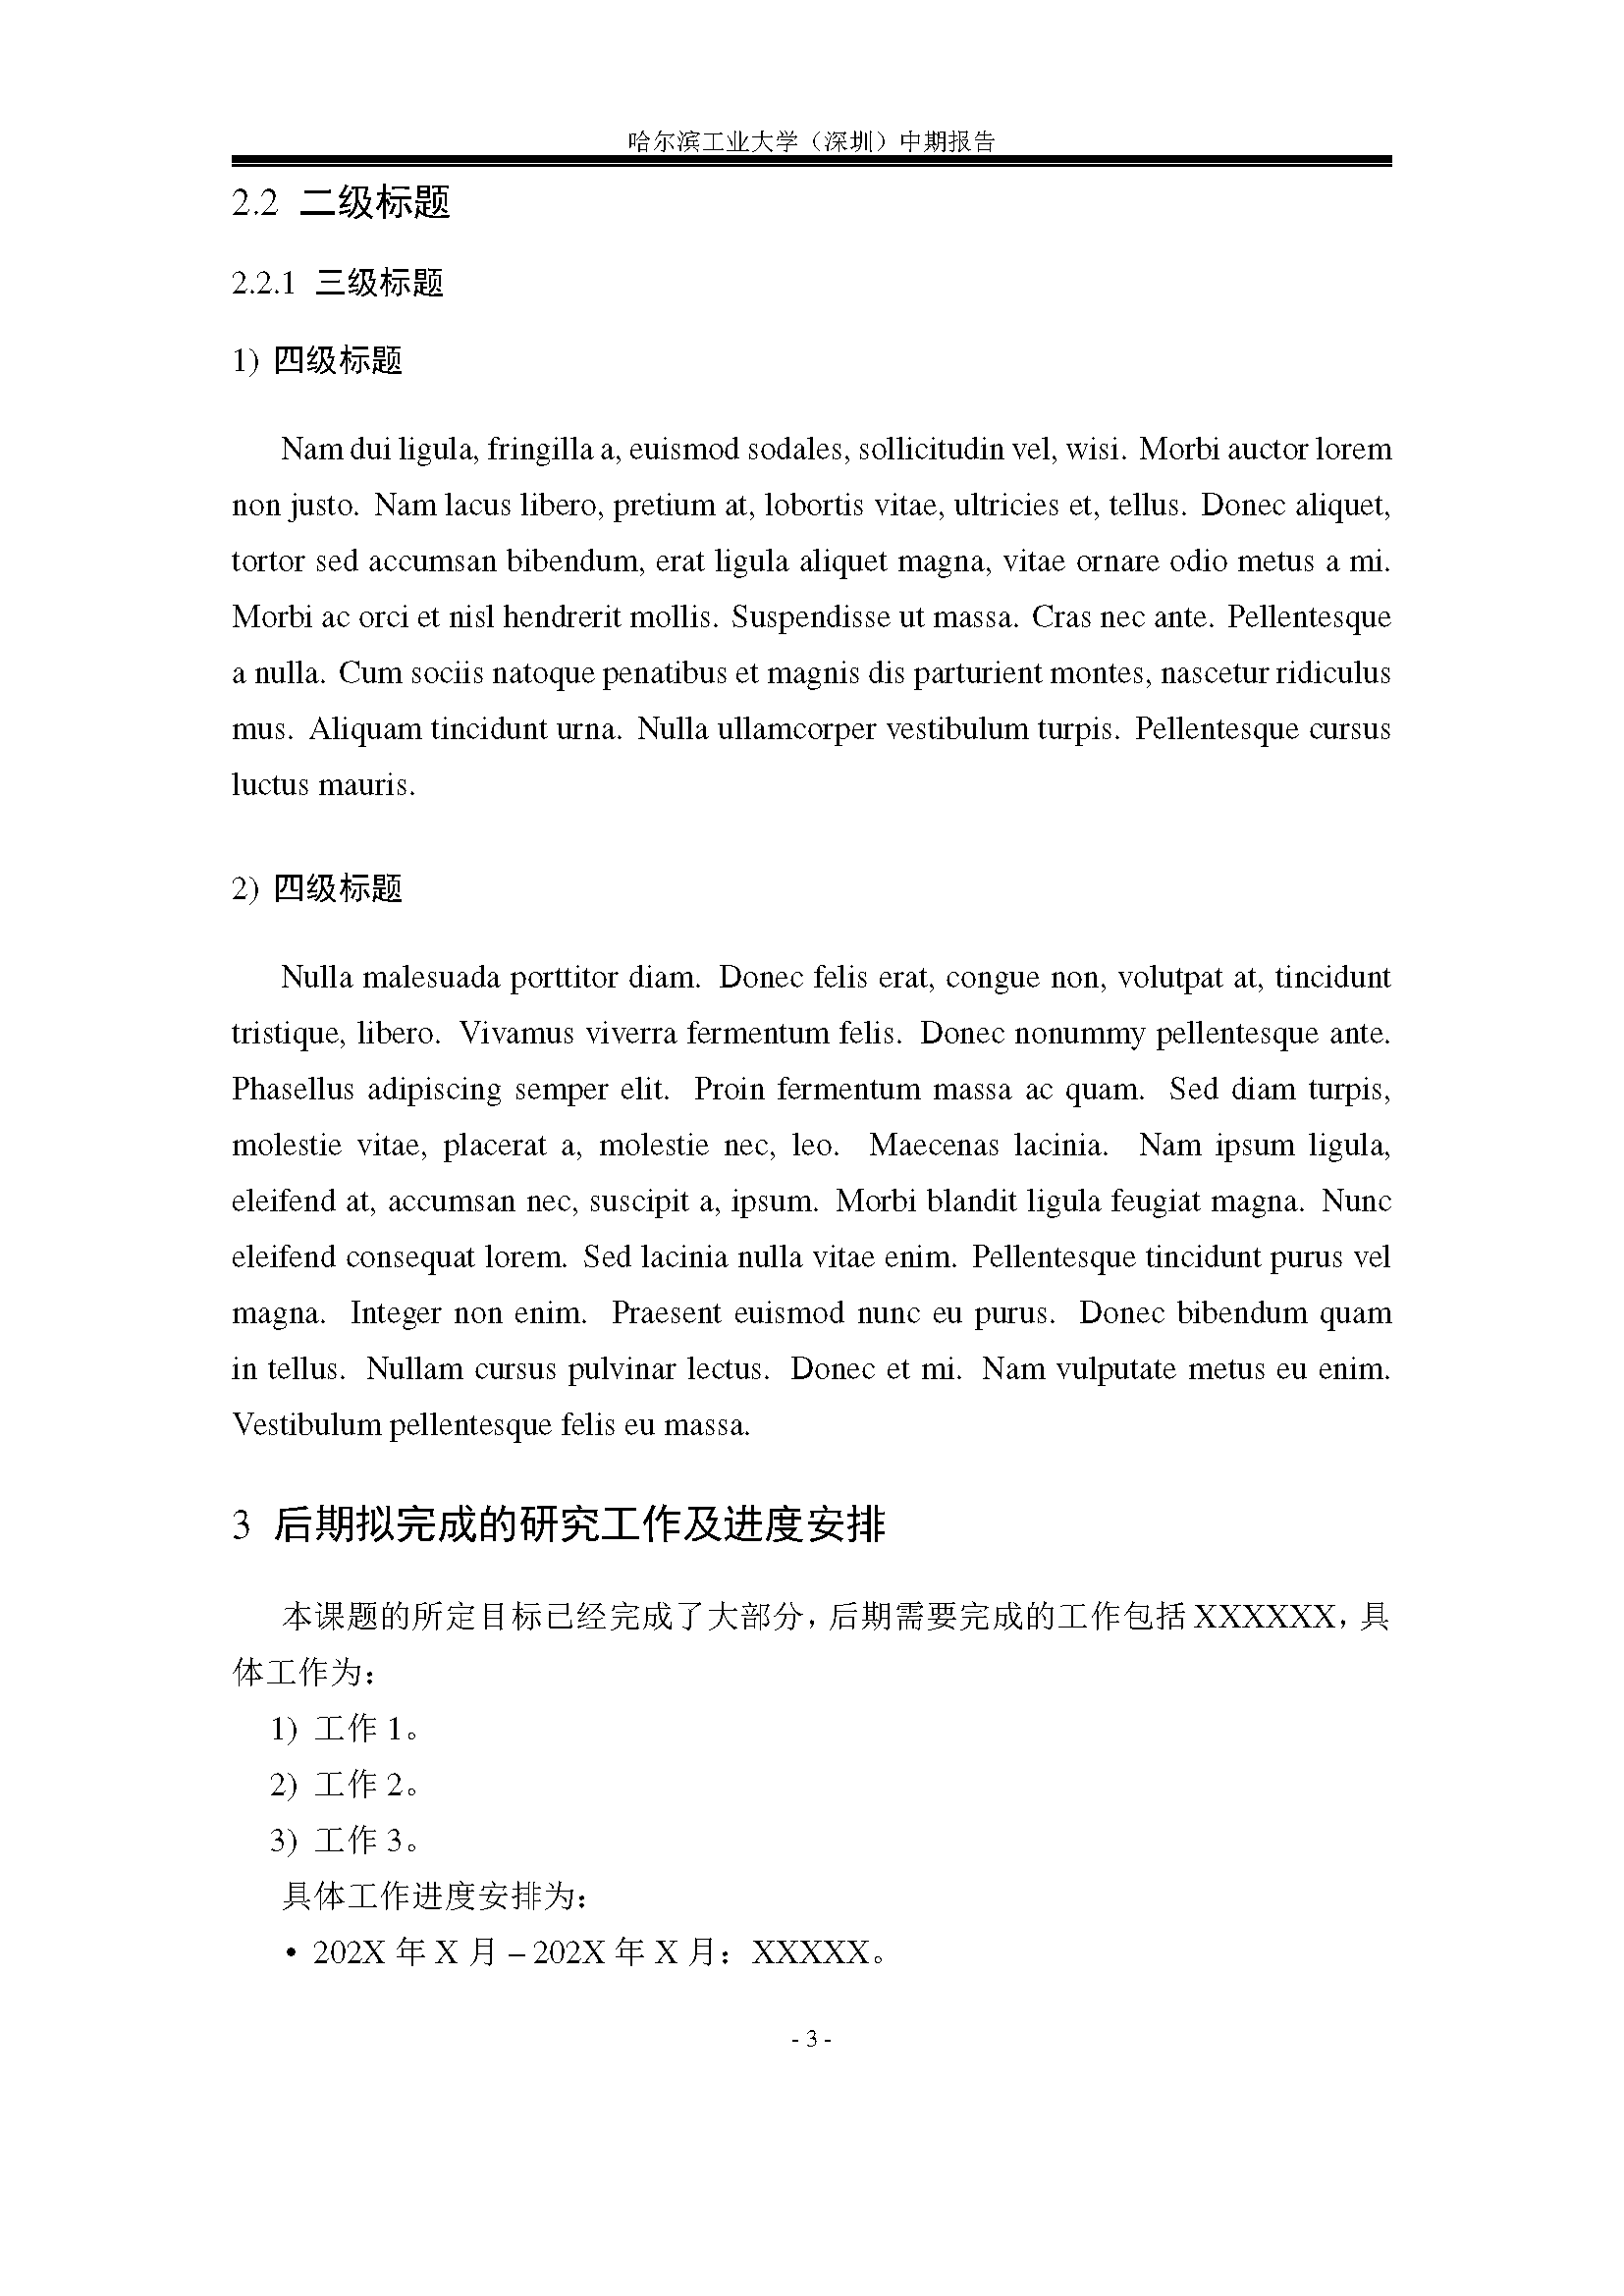 哈尔滨工业大学（深圳）中期报告
2.2 二级标题
2.2.1 三级标题
1) 四级标题
Nam dui ligula, fringilla a, euismod sodales, sollicitudin vel, wisi. Morbi auctor lorem
non justo. Nam lacus libero, pretium at, lobortis vitae, ultricies et, tellus. Donec aliquet,
tortor sed accumsan bibendum, erat ligula aliquet magna, vitae ornare odio metus a mi.
Morbi ac orci et nisl hendrerit mollis. Suspendisse ut massa. Cras nec ante. Pellentesque
a nulla. Cum sociis natoque penatibus et magnis dis parturient montes, nascetur ridiculus
mus. Aliquam tincidunt urna. Nulla ullamcorper vestibulum turpis. Pellentesque cursus
luctus mauris.
2) 四级标题
Nulla malesuada porttitor diam. Donec felis erat, congue non, volutpat at, tincidunt
tristique, libero. Vivamus viverra fermentum felis. Donec nonummy pellentesque ante.
Phasellus adipiscing semper elit. Proin fermentum massa ac quam. Sed diam turpis,
molestie vitae, placerat a, molestie nec, leo. Maecenas lacinia. Nam ipsum ligula,
eleifend at, accumsan nec, suscipit a, ipsum. Morbi blandit ligula feugiat magna. Nunc
eleifend consequat lorem. Sed lacinia nulla vitae enim. Pellentesque tincidunt purus vel
magna. Integer non enim. Praesent euismod nunc eu purus. Donec bibendum quam
in tellus. Nullam cursus pulvinar lectus. Donec et mi. Nam vulputate metus eu enim.
Vestibulum pellentesque felis eu massa.
3 后期拟完成的研究工作及进度安排
本课题的所定目标已经完成了大部分，后期需要完成的工作包括 XXXXXX，具
体工作为：
1) 工作 1。
2) 工作 2。
3) 工作 3。
具体工作进度安排为：
• 202X 年 X 月 – 202X 年 X 月：XXXXX。
- 3 -